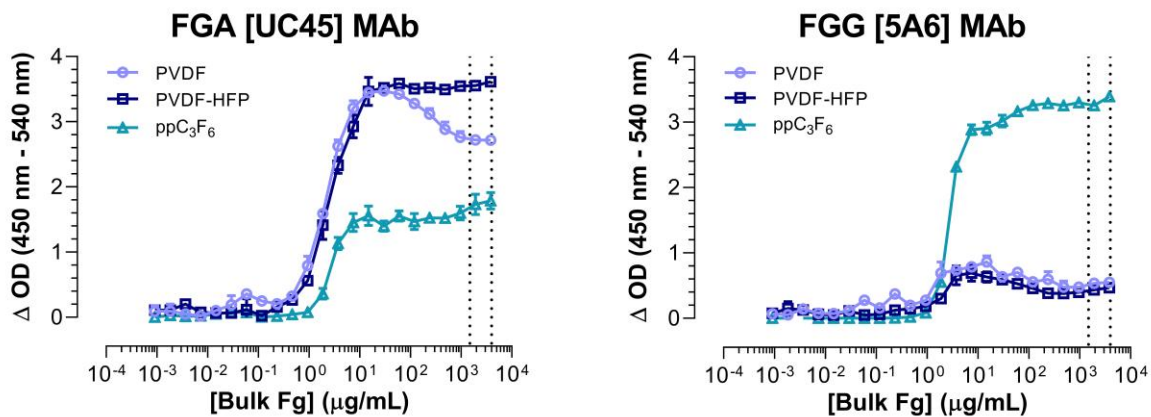 FGA [UC45] MAb
Δ OD (450 nm - 540 nm)
4
3
2
1
0
PVDF
PVDF-HFP
ppC₃F₆
10⁻⁴ 10⁻³ 10⁻² 10⁻¹ 10⁰ 10¹ 10² 10³ 10⁴
[Bulk Fg] (μg/mL)
FGG [5A6] MAb
Δ OD (450 nm - 540 nm)
4
3
2
1
0
PVDF
PVDF-HFP
ppC₃F₆
10⁻⁴ 10⁻³ 10⁻² 10⁻¹ 10⁰ 10¹ 10² 10³ 10⁴
[Bulk Fg] (μg/mL)